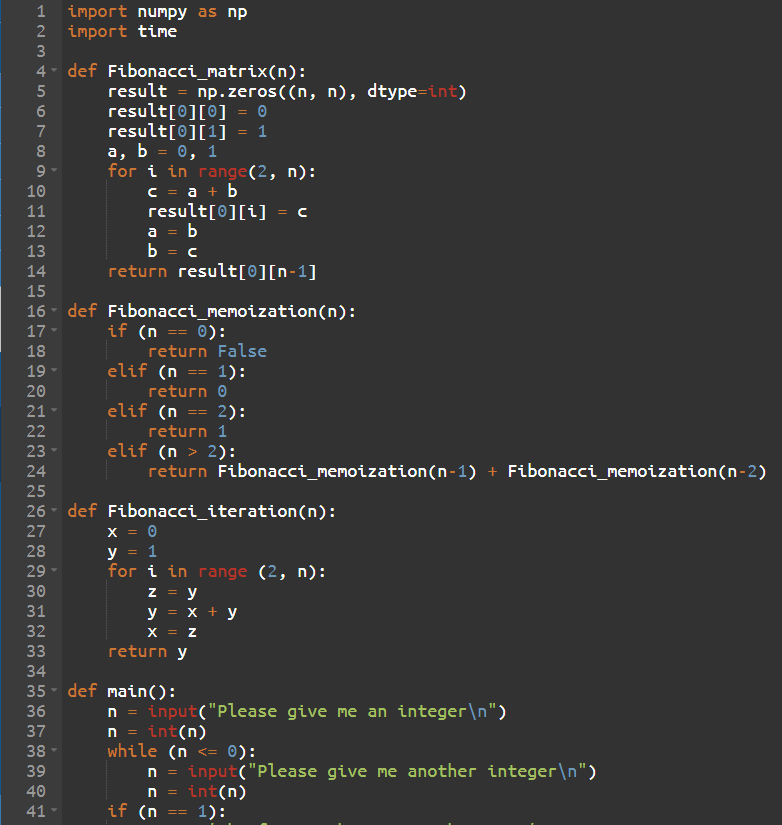 1 import numpy as np
2 import time
3
4 def Fibonacci_matrix(n):
5     result = np.zeros((n, n), dtype=int)
6     result[0][0] = 0
7     result[0][1] = 1
8     a, b = 0, 1
9     for i in range(2, n):
10         c = a + b
11         result[0][i] = c
12         a = b
13         b = c
14     return result[0][n-1]
15
16 def Fibonacci_memoization(n):
17     if (n == 0):
18         return False
19     elif (n == 1):
20         return 0
21     elif (n == 2):
22         return 1
23     elif (n > 2):
24         return Fibonacci_memoization(n-1) + Fibonacci_memoization(n-2)
25
26 def Fibonacci_iteration(n):
27     x = 0
28     y = 1
29     for i in range (2, n):
30         z = y
31         y = x + y
32         x = z
33     return y
34
35 def main():
36     n = input("Please give me an integer\n")
37     n = int(n)
38     while (n <= 0):
39         n = input("Please give me another integer\n")
40         n = int(n)
41     if (n == 1):